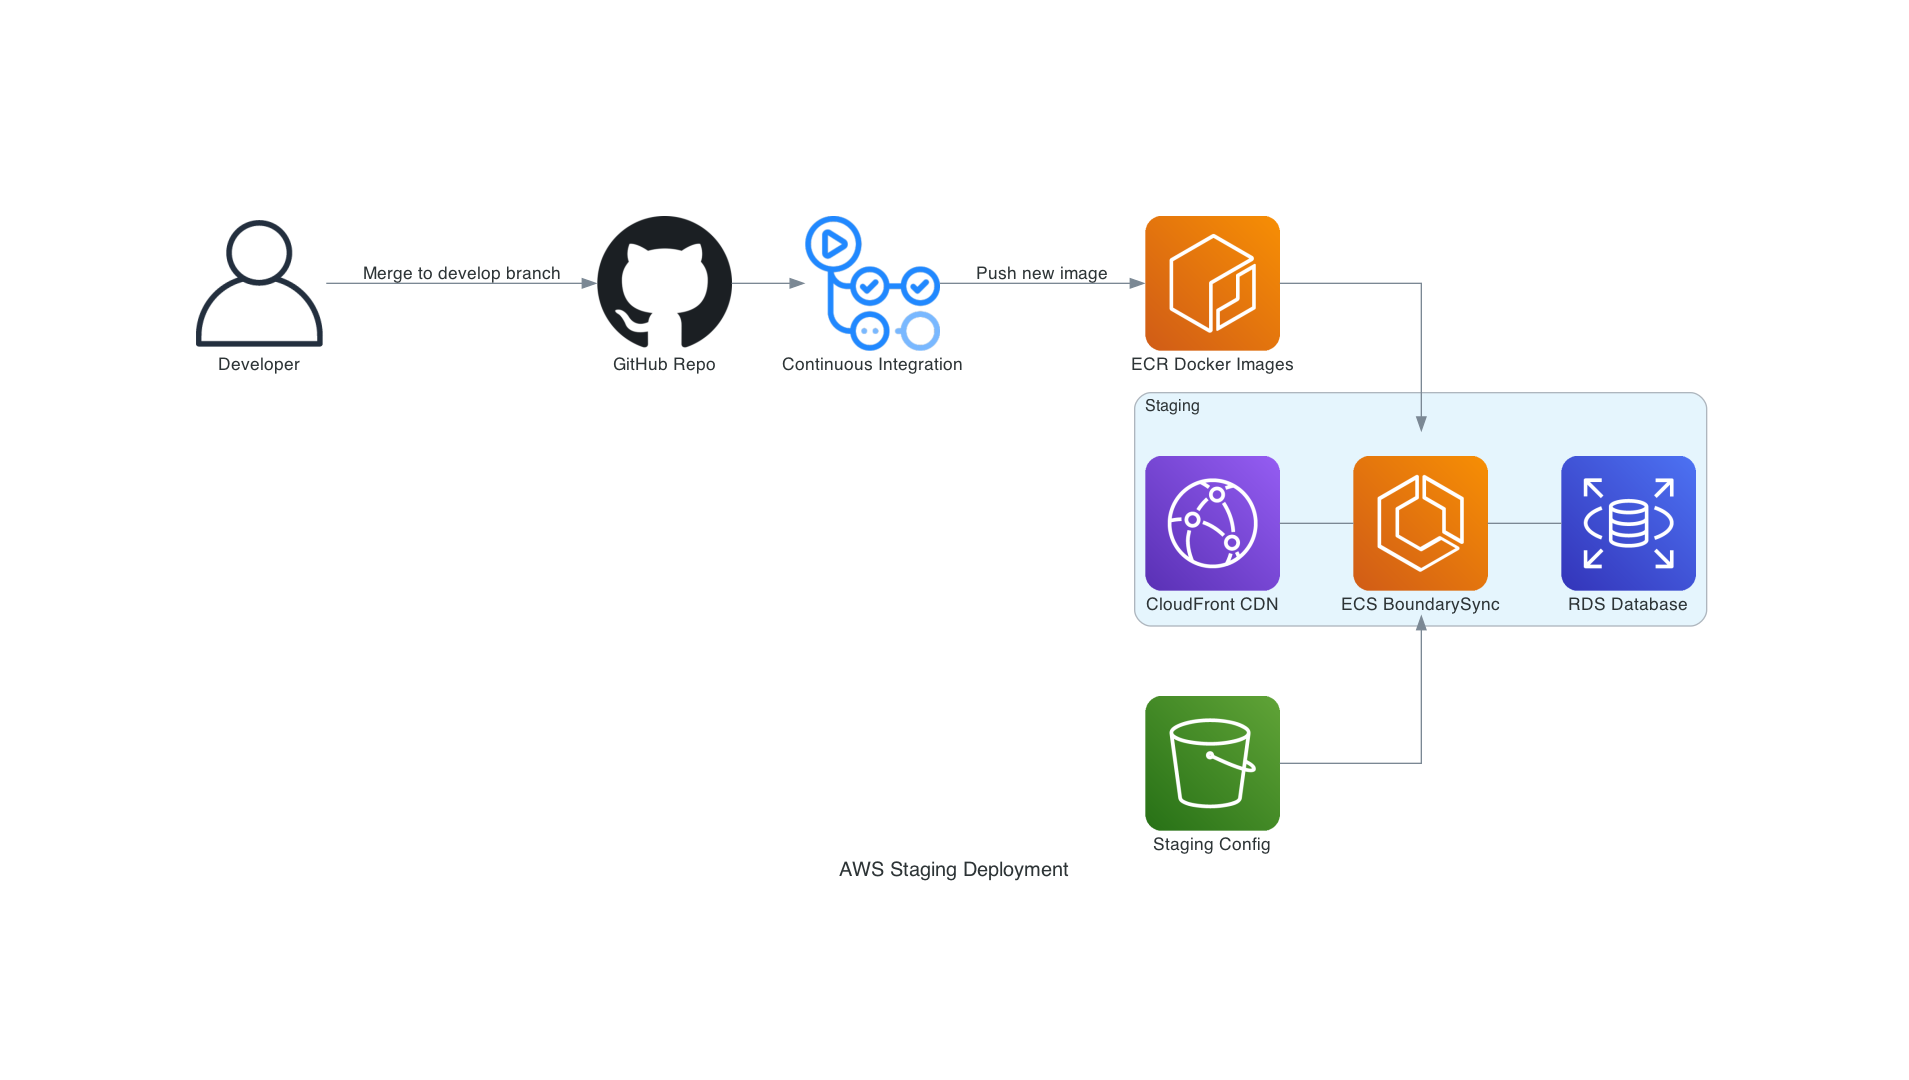 Merge to develop branch
Push new image
Developer
GitHub Repo
Continuous Integration
ECR Docker Images
Staging
CloudFront CDN
ECS BoundarySync
RDS Database
Staging Config
AWS Staging Deployment